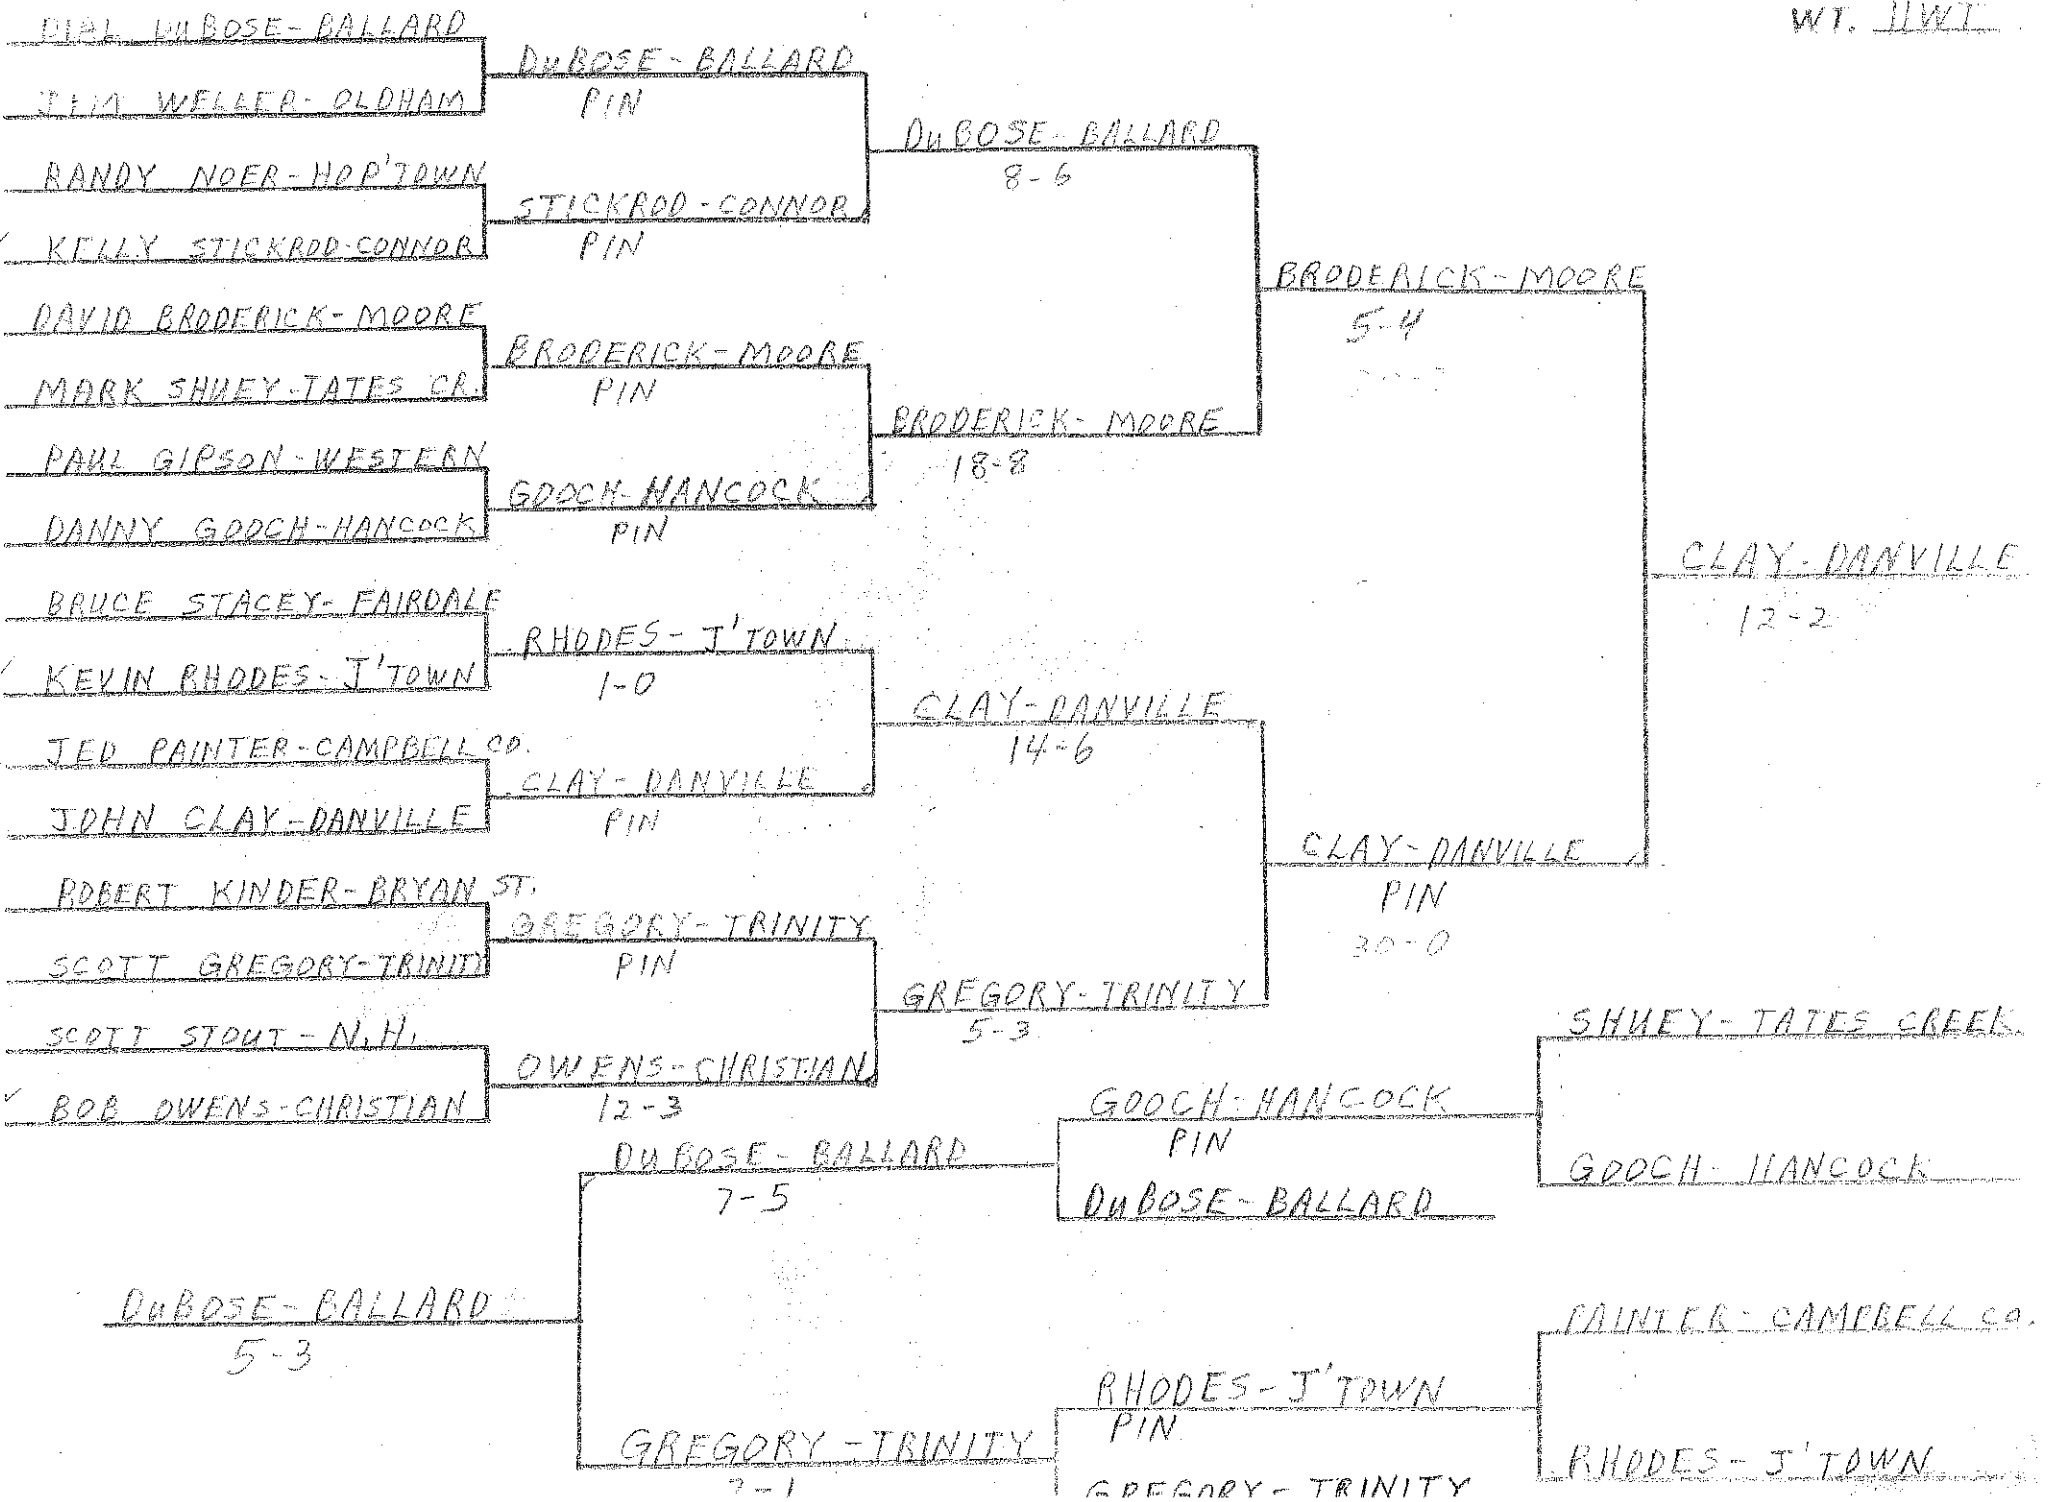 WT. HWT
DuBOSE-BALLARD
JIM WELLER-OLDHAM
RANDY NOER-HOP'TOWN
KELLY STICKROD-CONNOR
DAVID BRODERICK-MOORE
MARK SHUEY-TATES CR.
PAUL GIPSON-WESTERN
DANNY GOOCH-HANCOCK
BRUCE STACEY-FAIRDALE
KEVIN RHODES-J'TOWN
JED PAINTER-CAMPBELL CO.
JOHN CLAY-DANVILLE
ROBERT KINDER-BRYAN ST.
SCOTT GREGORY-TRINITY
SCOTT STOUT-N.H.
BOB OWENS-CHRISTIAN
DuBOSE-BALLARD
PIN
STICKROD-CONNOR
PIN
BRODERICK-MOORE
PIN
GOOCH-HANCOCK
PIN
RHODES-J'TOWN
1-0
CLAY-DANVILLE
PIN
GREGORY-TRINITY
PIN
OWENS-CHRISTIAN
12-3
DuBOSE-BALLARD
8-6
BRODERICK-MOORE
18-8
CLAY-DANVILLE
14-6
GREGORY-TRINITY
5-3
BRODERICK-MOORE
5-4
CLAY-DANVILLE
PIN
30-0
CLAY-DANVILLE
12-2
SHUEY-TATES CREEK
GOOCH-HANCOCK
GOOCH-HANCOCK
PIN
DuBOSE-BALLARD
DuBOSE-BALLARD
7-5
DuBOSE-BALLARD
5-3
PAINTER-CAMPBELL CO.
RHODES-J'TOWN
RHODES-J'TOWN
PIN
GREGORY-TRINITY
GREGORY-TRINITY